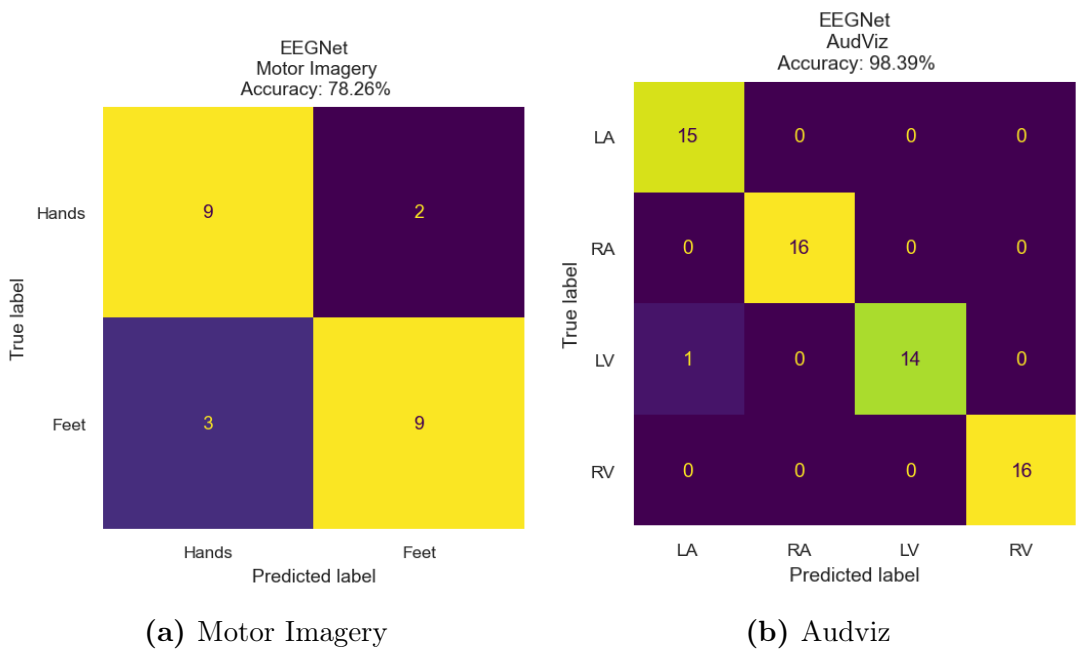 EEGNet
Motor Imagery
Accuracy: 78.26%
True label
Hands
9 2
Feet
3 9
Hands Feet
Predicted label
(a) Motor Imagery
EEGNet
AudViz
Accuracy: 98.39%
True label
LA
15 0 0 0
RA
0 16 0 0
LV
1 0 14 0
RV
0 0 0 16
LA RA LV RV
Predicted label
(b) Audviz